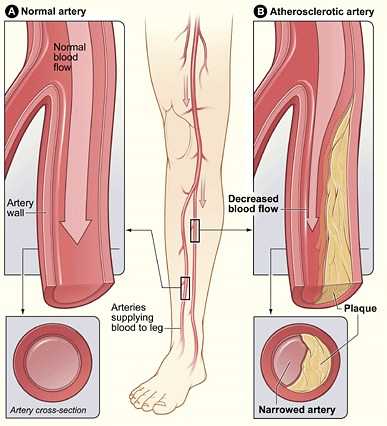 A Normal artery
Normal
blood
flow
Artery
wall
Artery cross-section
Arteries
supplying
blood to leg
B Atherosclerotic artery
Decreased
blood flow
Plaque
Narrowed artery